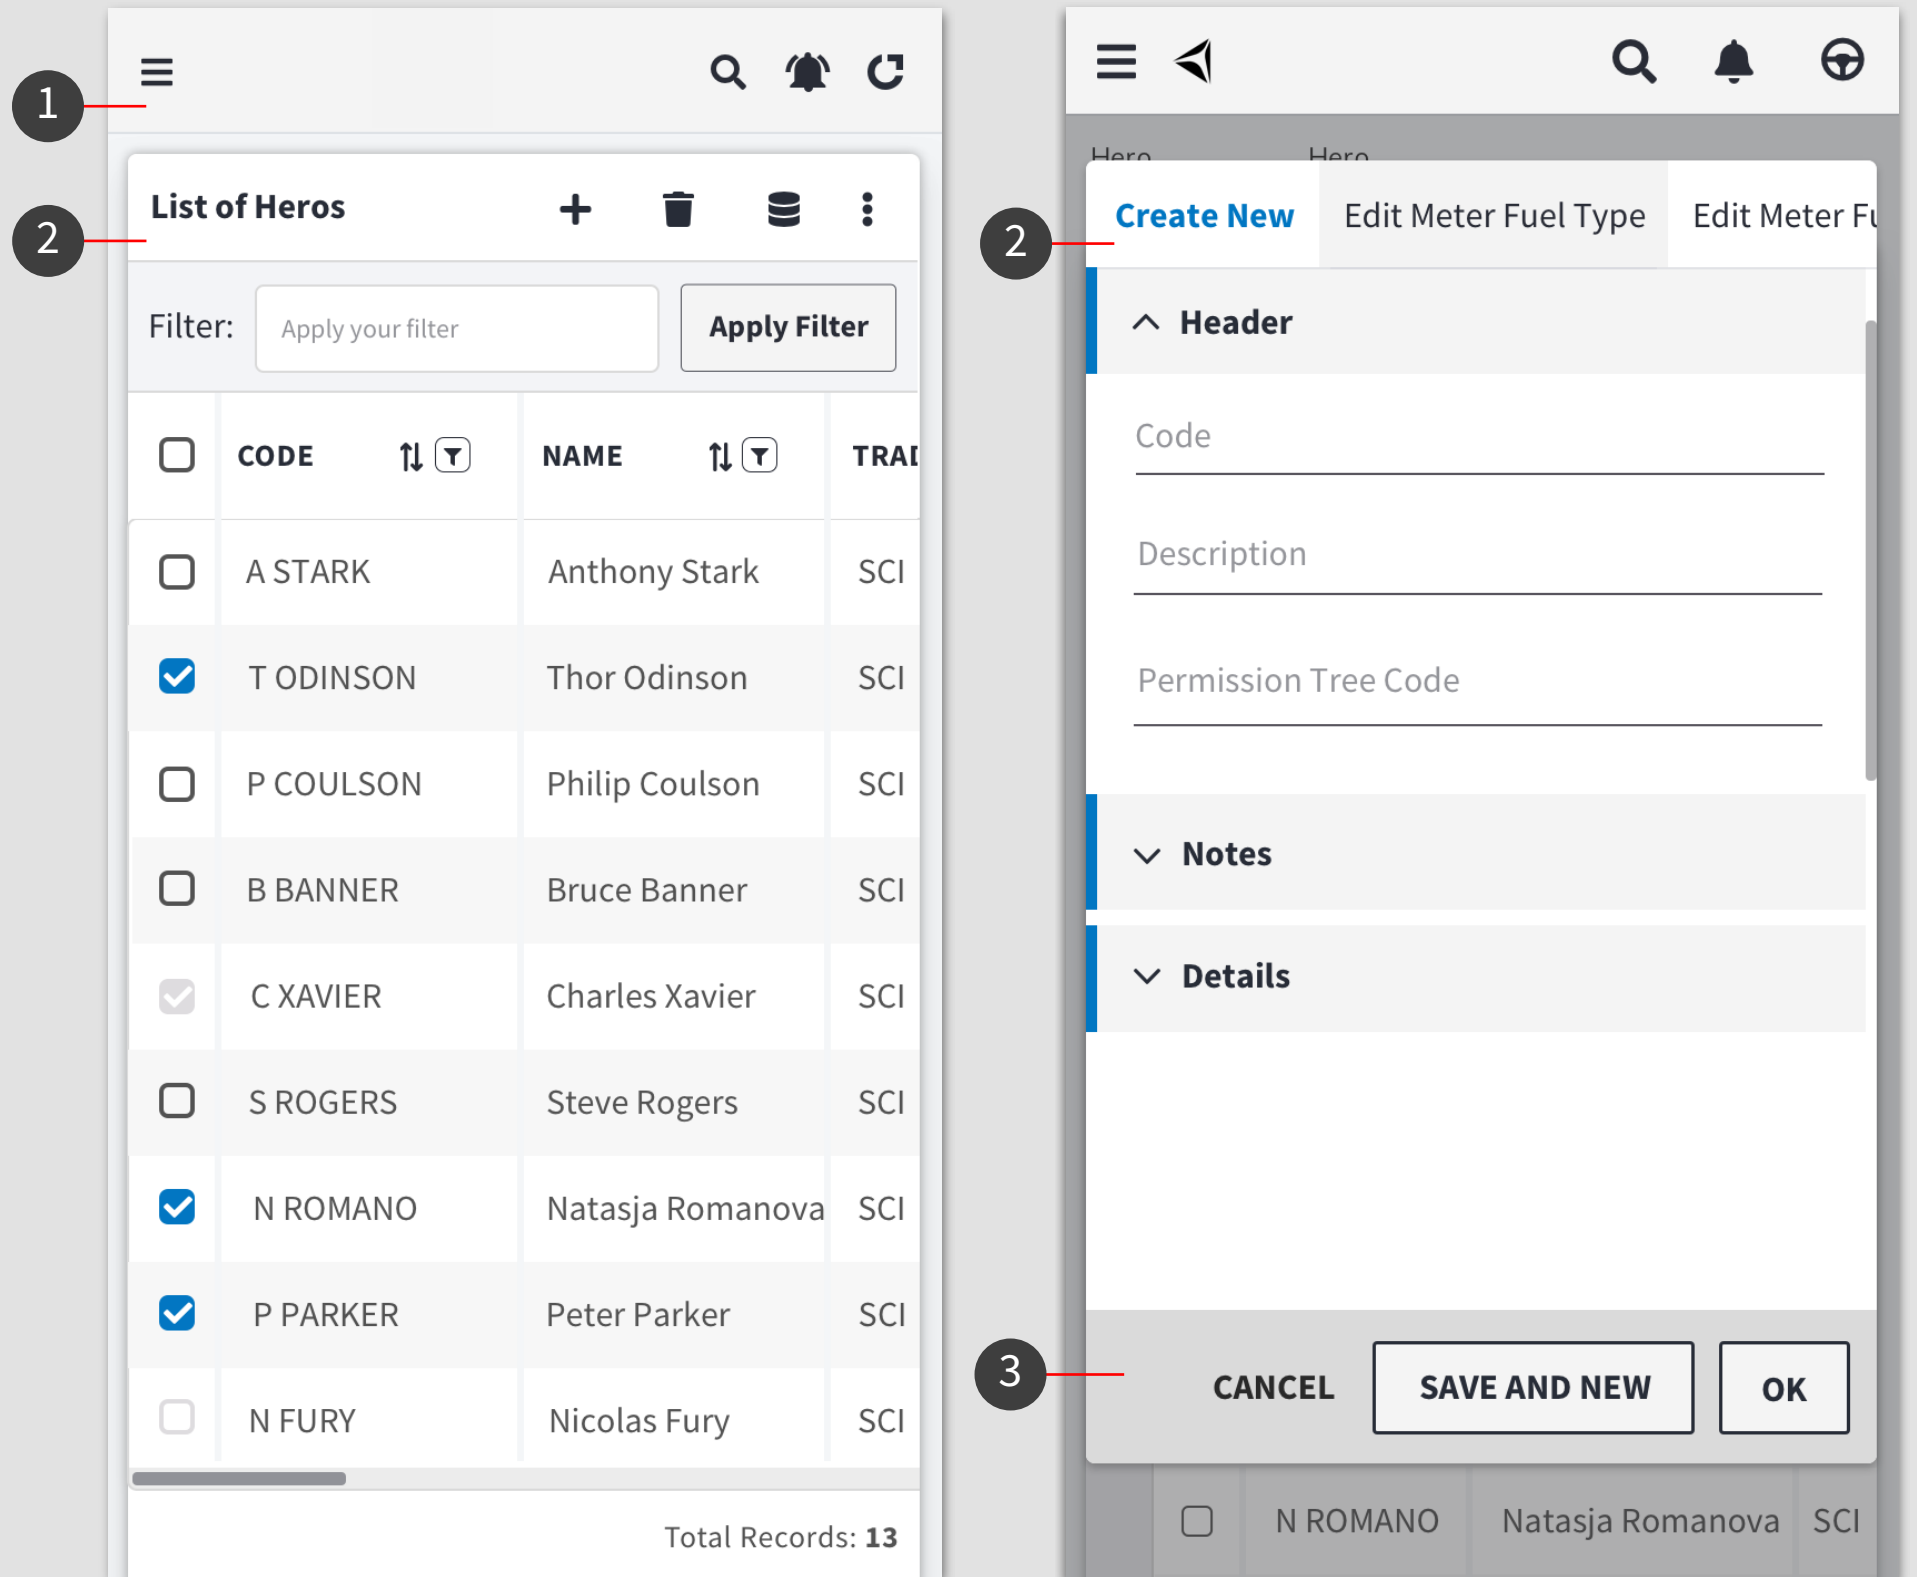 1
2
List of Heros
Filter:
Apply your filter
Apply Filter
CODE
NAME
A STARK
Anthony Stark
SCI
T ODINSON
Thor Odinson
SCI
P COULSON
Philip Coulson
SCI
B BANNER
Bruce Banner
SCI
C XAVIER
Charles Xavier
SCI
S ROGERS
Steve Rogers
SCI
N ROMANO
Natasja Romanova
SCI
P PARKER
Peter Parker
SCI
N FURY
Nicolas Fury
SCI
Total Records: 13
Hero
Hero
2
Create New
Edit Meter Fuel Type
Edit Meter
Header
Code
Description
Permission Tree Code
Notes
Details
3
CANCEL
SAVE AND NEW
OK
N ROMANO
Natasja Romanova
SCI